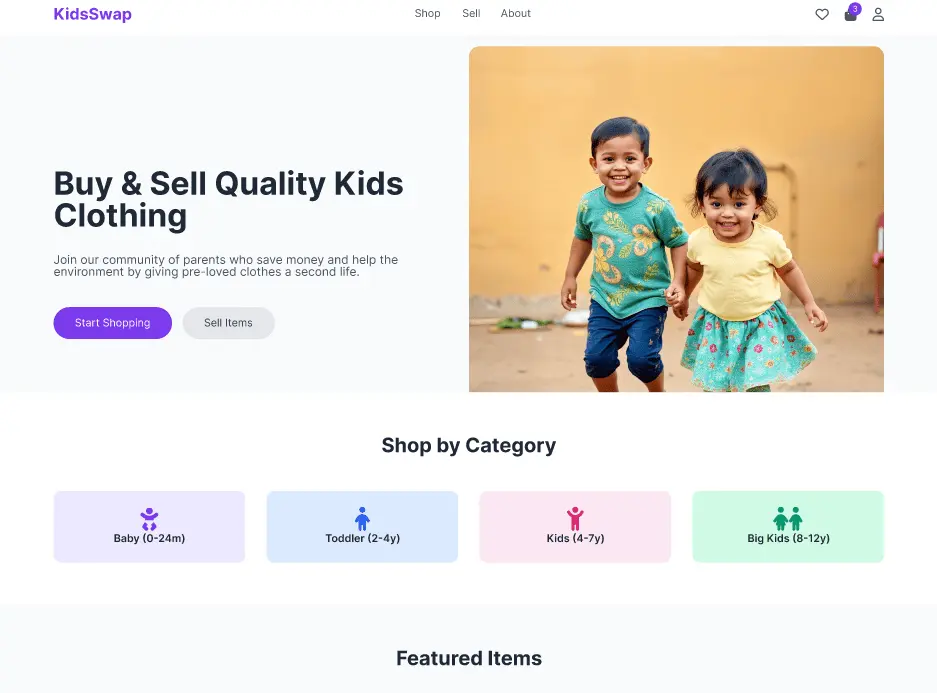 KidsSwap
Shop
Sell
About
3
Buy & Sell Quality Kids
Clothing
Join our community of parents who save money and help the
environment by giving pre-loved clothes a second life.
Start Shopping
Sell Items
Shop by Category
Baby (0-24m)
Toddler (2-4y)
Kids (4-7y)
Big Kids (8-12y)
Featured Items